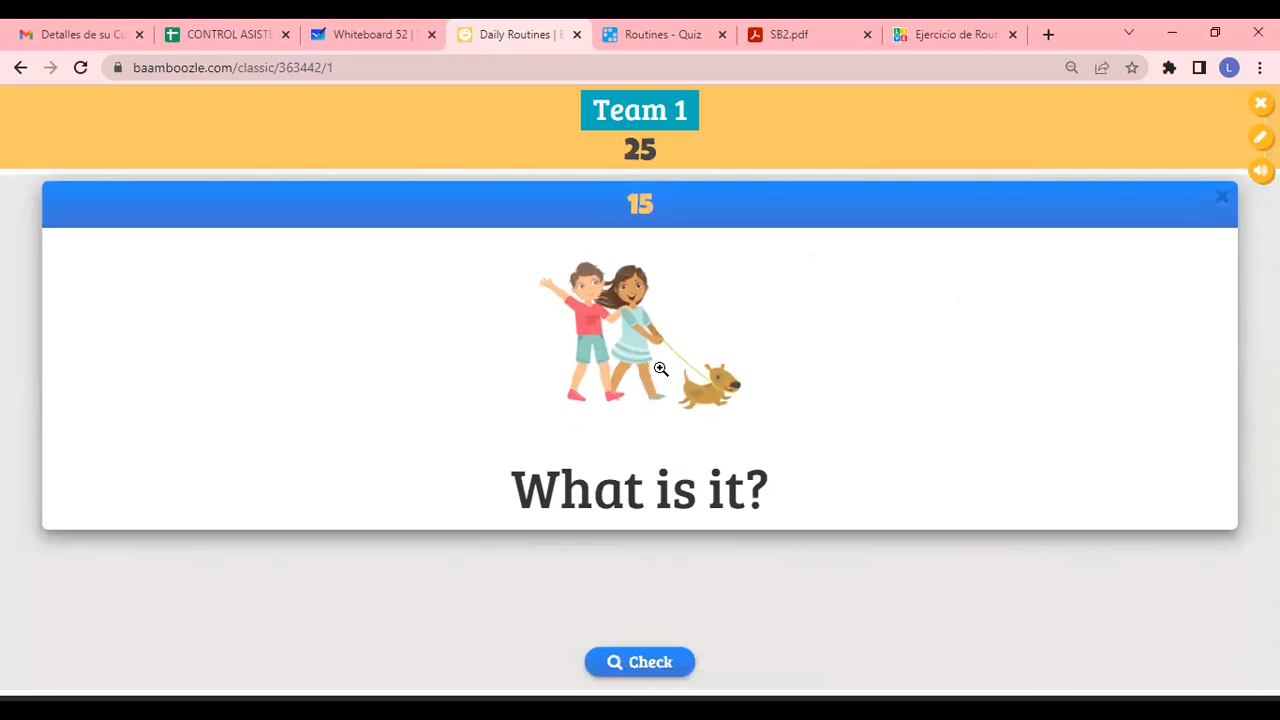 Detalles de su Cu
CONTROL ASISTE
Whiteboard 52 |
Daily Routines | E
Routines - Quiz
SB2.pdf
Ejercicio de Rout
baamboozle.com/classic/363442/1
L
Team 1
25
15
What is it?
Check